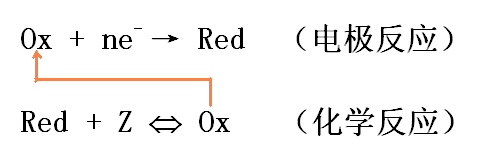 Ox + ne⁻ → Red （电极反应）
Red + Z ⇔ Ox （化学反应）